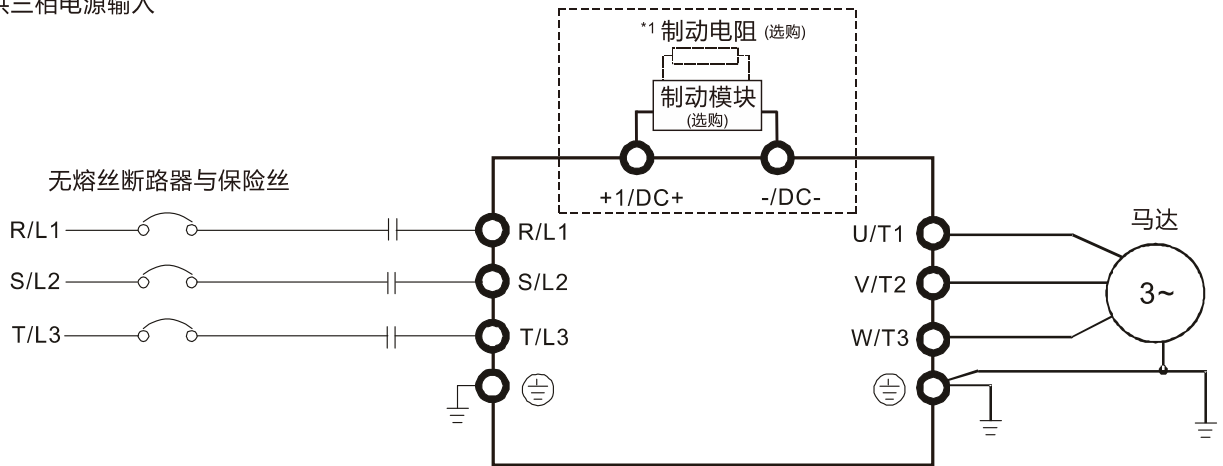 供三相电源输入
*1 制动电阻 (选购)
制动模块
(选购)
+1/DC+
-/DC-
无熔丝断路器与保险丝
R/L1
R/L1
U/T1
马达
S/L2
S/L2
V/T2
3~
T/L3
T/L3
W/T3